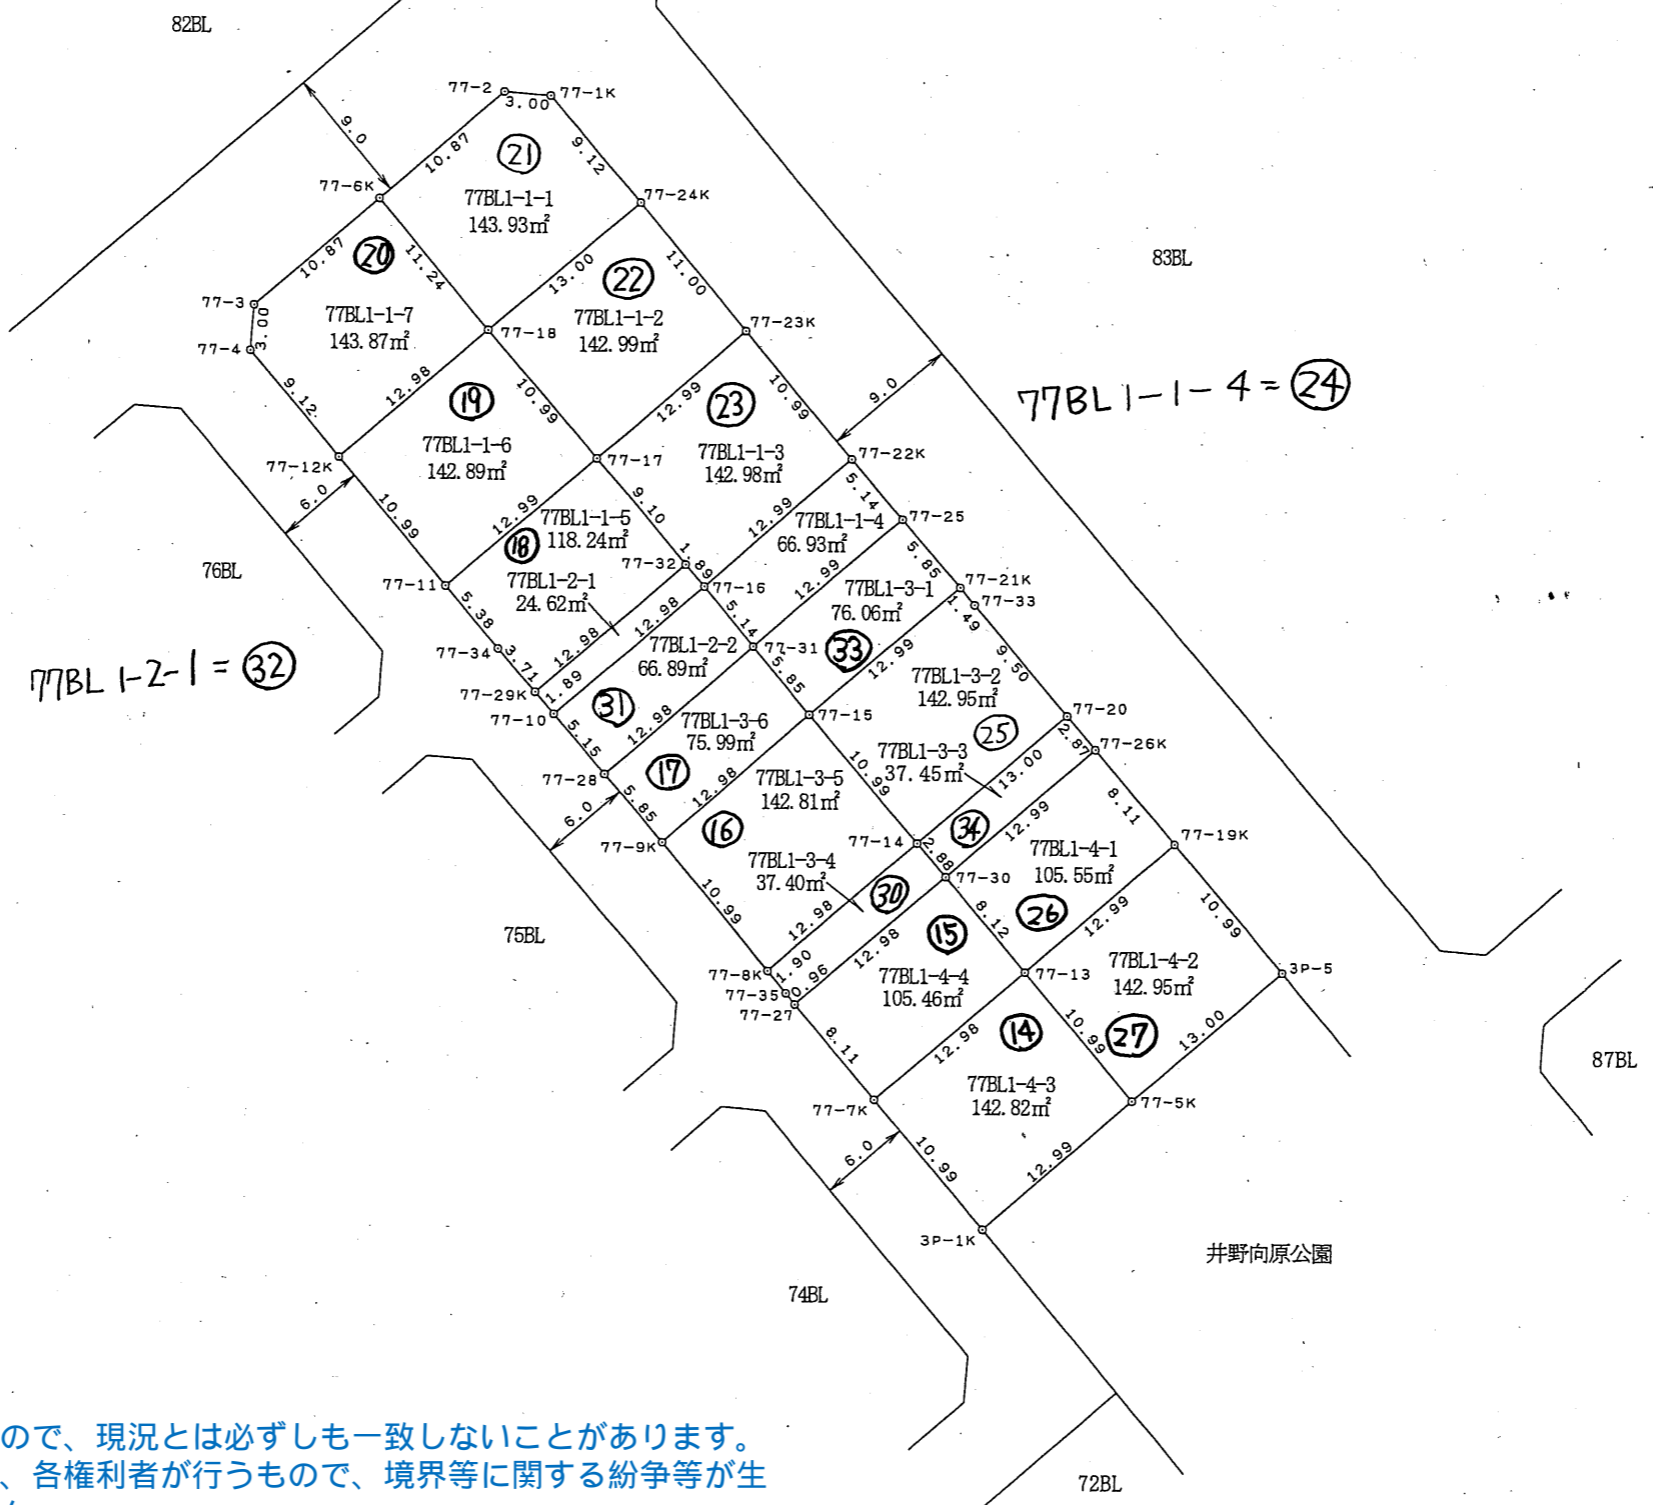 82BL
77-2
3.00
77-1K
9.0
10.87
21
9.12
77-6K
77BL1-1-1
143.93㎡
77-24K
10.87
20
11.24
13.00
22
11.00
83BL
77-3
3.00
77BL1-1-7
143.87㎡
77BL1-1-2
142.99㎡
77-23K
77-4
77-18
9.12
12.98
19
10.99
12.99
23
10.99
9.0
77BL1-1-4=24
77BL1-1-6
142.89㎡
77-12K
77-17
77BL1-1-3
142.98㎡
77-22K
6.0
10.99
12.99
9.10
12.99
5.14
77BL1-1-5
118.24㎡
18
77BL1-1-4
66.93㎡
77-25
76BL
77-11
77BL1-2-1
24.62㎡
77-32
1.89
77-16
12.99
5.85
77-21K
77BL1-3-1
76.06㎡
1.49
77-33
5.38
12.98
12.98
5.14
77-34
3.71
77BL1-2-2
66.89㎡
77-31
33
12.99
9.50
77BL1-2-1=32
77-29K
1.89
77-10
31
12.98
5.85
77BL1-3-2
142.95㎡
5.15
77BL1-3-6
75.99㎡
77-15
25
77-20
2.87
77-26K
77-28
17
12.98
10.99
77BL1-3-3
37.45㎡
13.00
5.85
6.0
77BL1-3-5
142.81㎡
16
77-9K
77-14
2.88
34
12.99
8.11
77-19K
77BL1-3-4
37.40㎡
77-30
77BL1-4-1
105.55㎡
10.99
12.98
30
75BL
15
12.98
8.12
26
12.99
10.99
77-8K
1.90
77-35
0.96
77-27
77BL1-4-4
105.46㎡
77-13
77BL1-4-2
142.95㎡
3P-5
8.11
12.98
14
10.99
27
13.00
87BL
77BL1-4-3
142.82㎡
77-7K
77-5K
6.0
10.99
12.99
3P-1K
井野向原公園
74BL
72BL
ので、現況とは必ずしも一致しないことがあります。
、各権利者が行うもので、境界等に関する紛争等が生